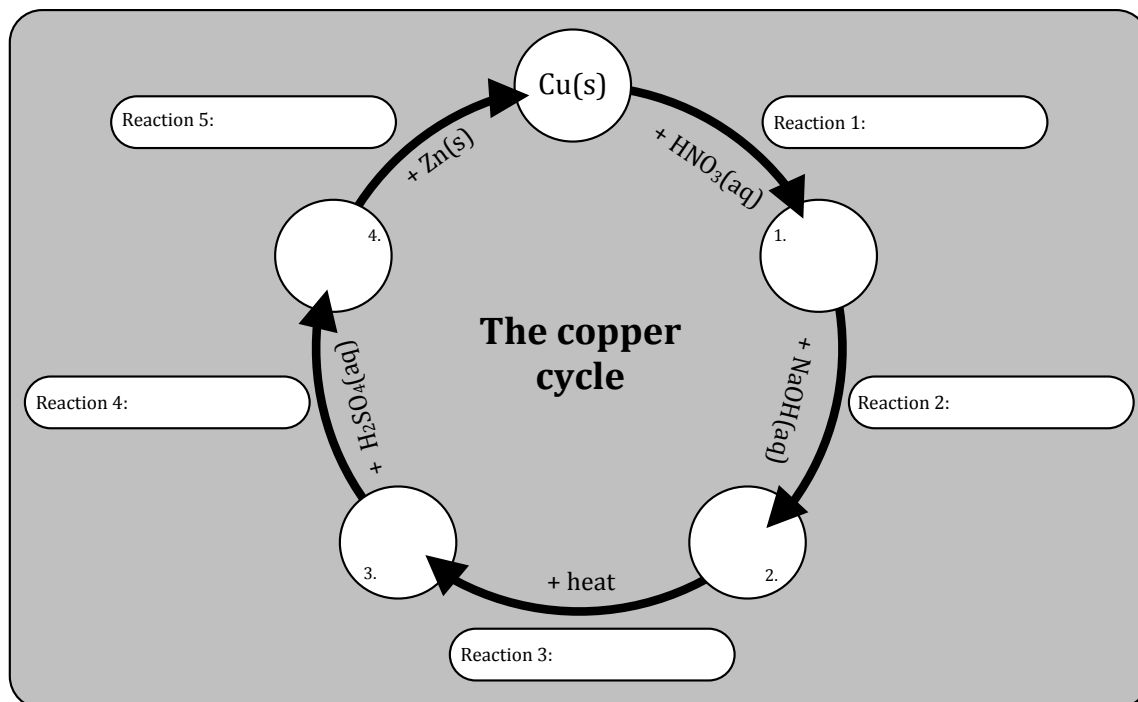 Cu(s)
Reaction 5:
Reaction 1:
+ Zn(s)
+ HNO₃(aq)
4.
1.
The copper
cycle
+ H₂SO₄(aq)
+ NaOH(aq)
Reaction 4:
Reaction 2:
3.
+ heat
2.
Reaction 3: